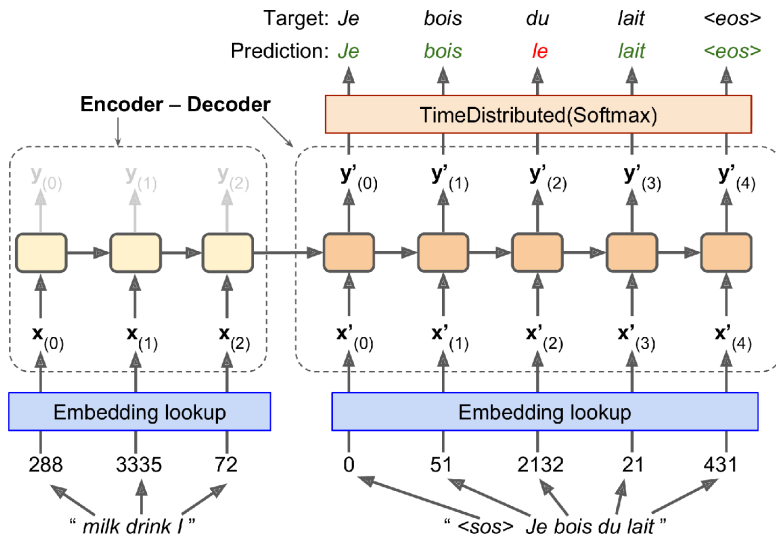 Target: Je bois du lait <eos>
Prediction: Je bois le lait <eos>
Encoder – Decoder
TimeDistributed(Softmax)
y(0) y(1) y(2) y'(0) y'(1) y'(2) y'(3) y'(4)
x(0) x(1) x(2) x'(0) x'(1) x'(2) x'(3) x'(4)
Embedding lookup Embedding lookup
288 3335 72 0 51 2132 21 431
“ milk drink I ” “ <sos> Je bois du lait ”